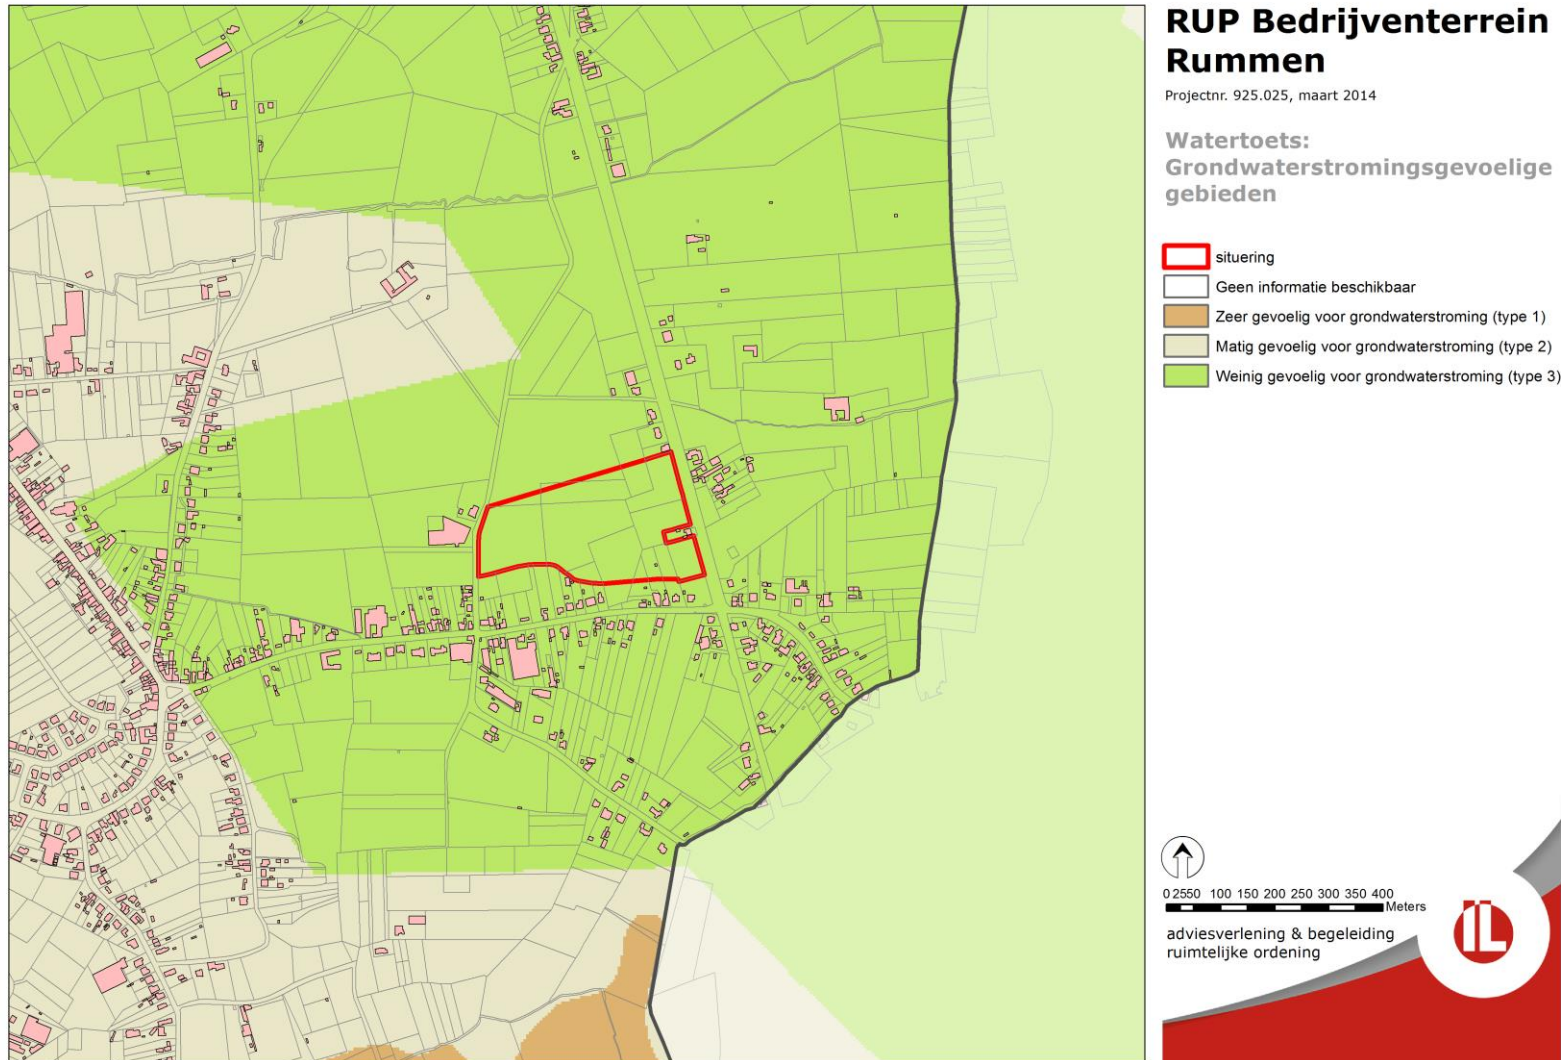 RUP Bedrijventerrein
Rummen
Projectnr. 925.025, maart 2014
Watertoets:
Grondwaterstromingsgevoelige
gebieden
situering
Geen informatie beschikbaar
Zeer gevoelig voor grondwaterstroming (type 1)
Matig gevoelig voor grondwaterstroming (type 2)
Weinig gevoelig voor grondwaterstroming (type 3)
0 2550 100 150 200 250 300 350 400
Meters
adviesverlening & begeleiding
ruimtelijke ordening
IL